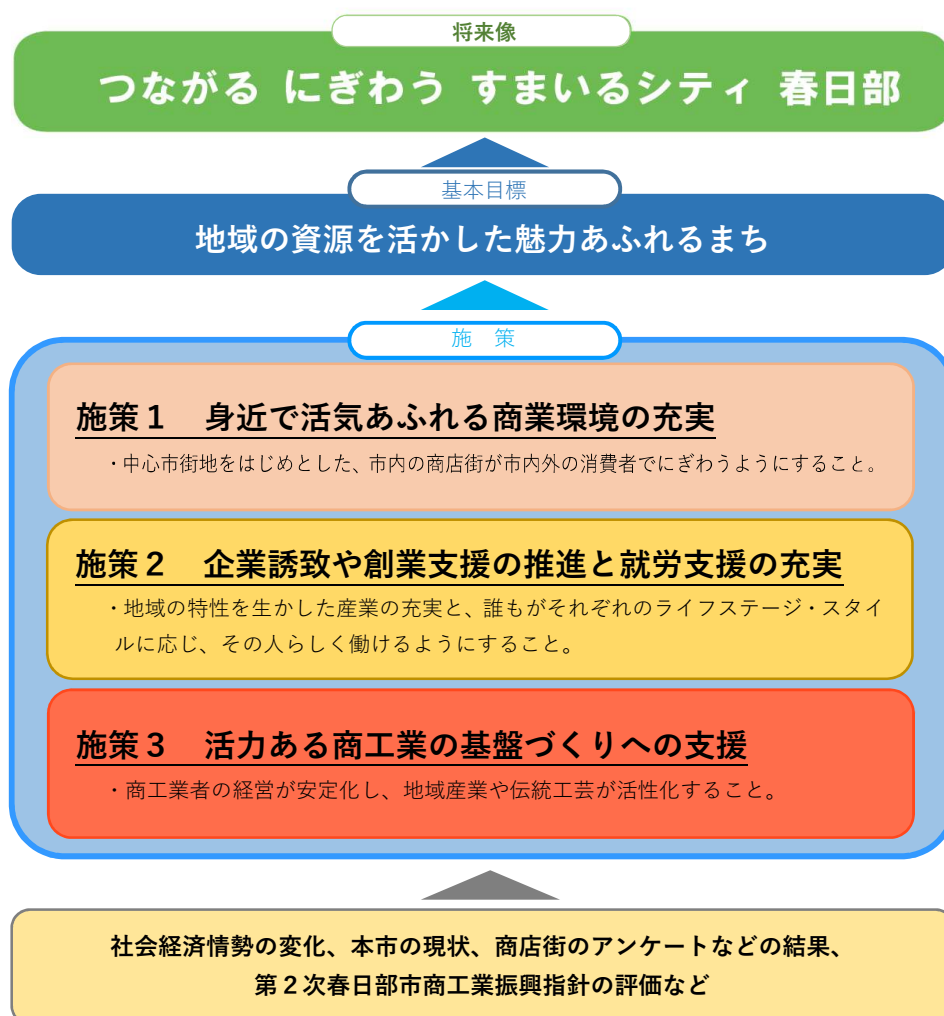 将来像
つながる にぎわう すまいるシティ 春日部
基本目標
地域の資源を活かした魅力あふれるまち
施 策
施策１ 身近で活気あふれる商業環境の充実
・中心市街地をはじめとした、市内の商店街が市内外の消費者でにぎわうようにすること。
施策２ 企業誘致や創業支援の推進と就労支援の充実
・地域の特性を生かした産業の充実と、誰もがそれぞれのライフステージ・スタイ
ルに応じ、その人らしく働けるようにすること。
施策３ 活力ある商工業の基盤づくりへの支援
・商工業者の経営が安定化し、地域産業や伝統工芸が活性化すること。
社会経済情勢の変化、本市の現状、商店街のアンケートなどの結果、
第２次春日部市商工業振興指針の評価など